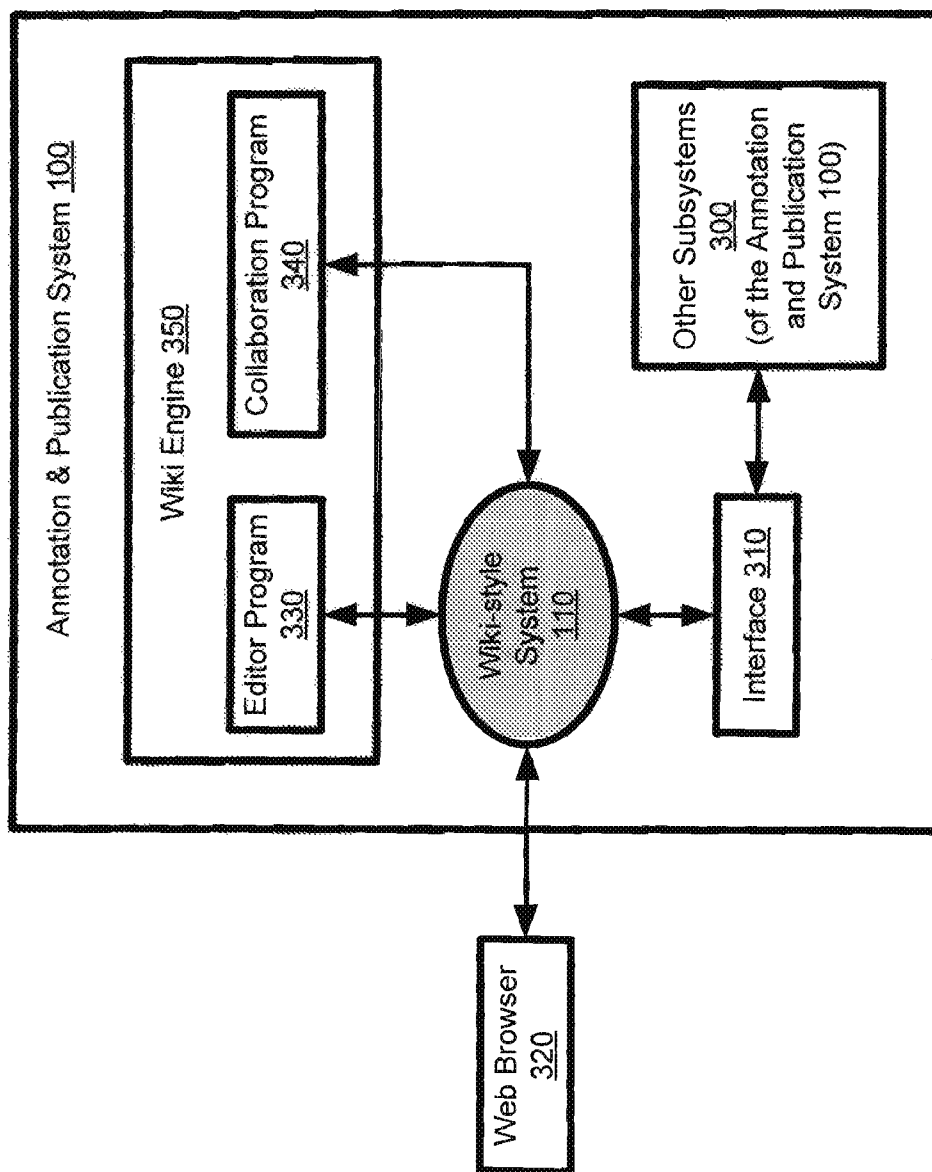 Annotation & Publication System 100
Wiki Engine 350
Editor Program
330
Collaboration Program
340
Web Browser
320
Wiki-style
System
110
Interface 310
Other Subsystems
300
(of the Annotation
and Publication
System 100)